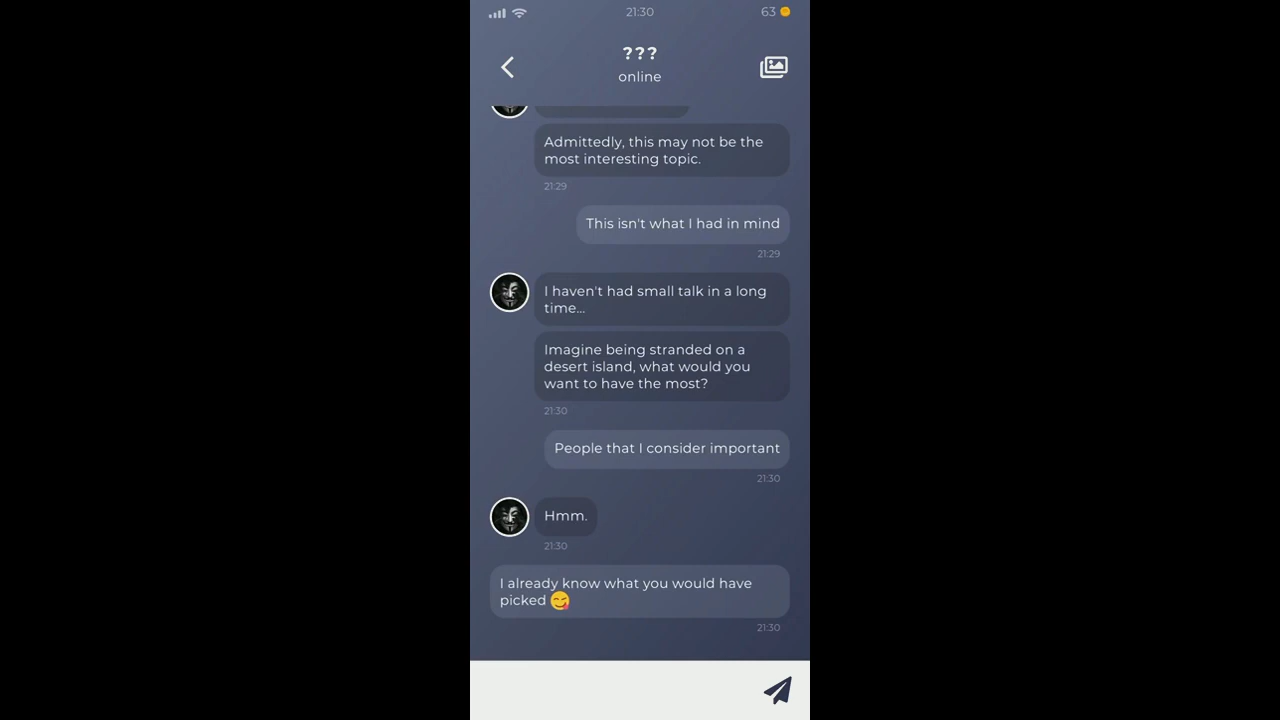 21:30
63
???
online
Admittedly, this may not be the
most interesting topic.
21:29
This isn't what I had in mind
21:29
I haven't had small talk in a long
time...
Imagine being stranded on a
desert island, what would you
want to have the most?
21:30
People that I consider important
21:30
Hmm.
21:30
I already know what you would have
picked 😋
21:30